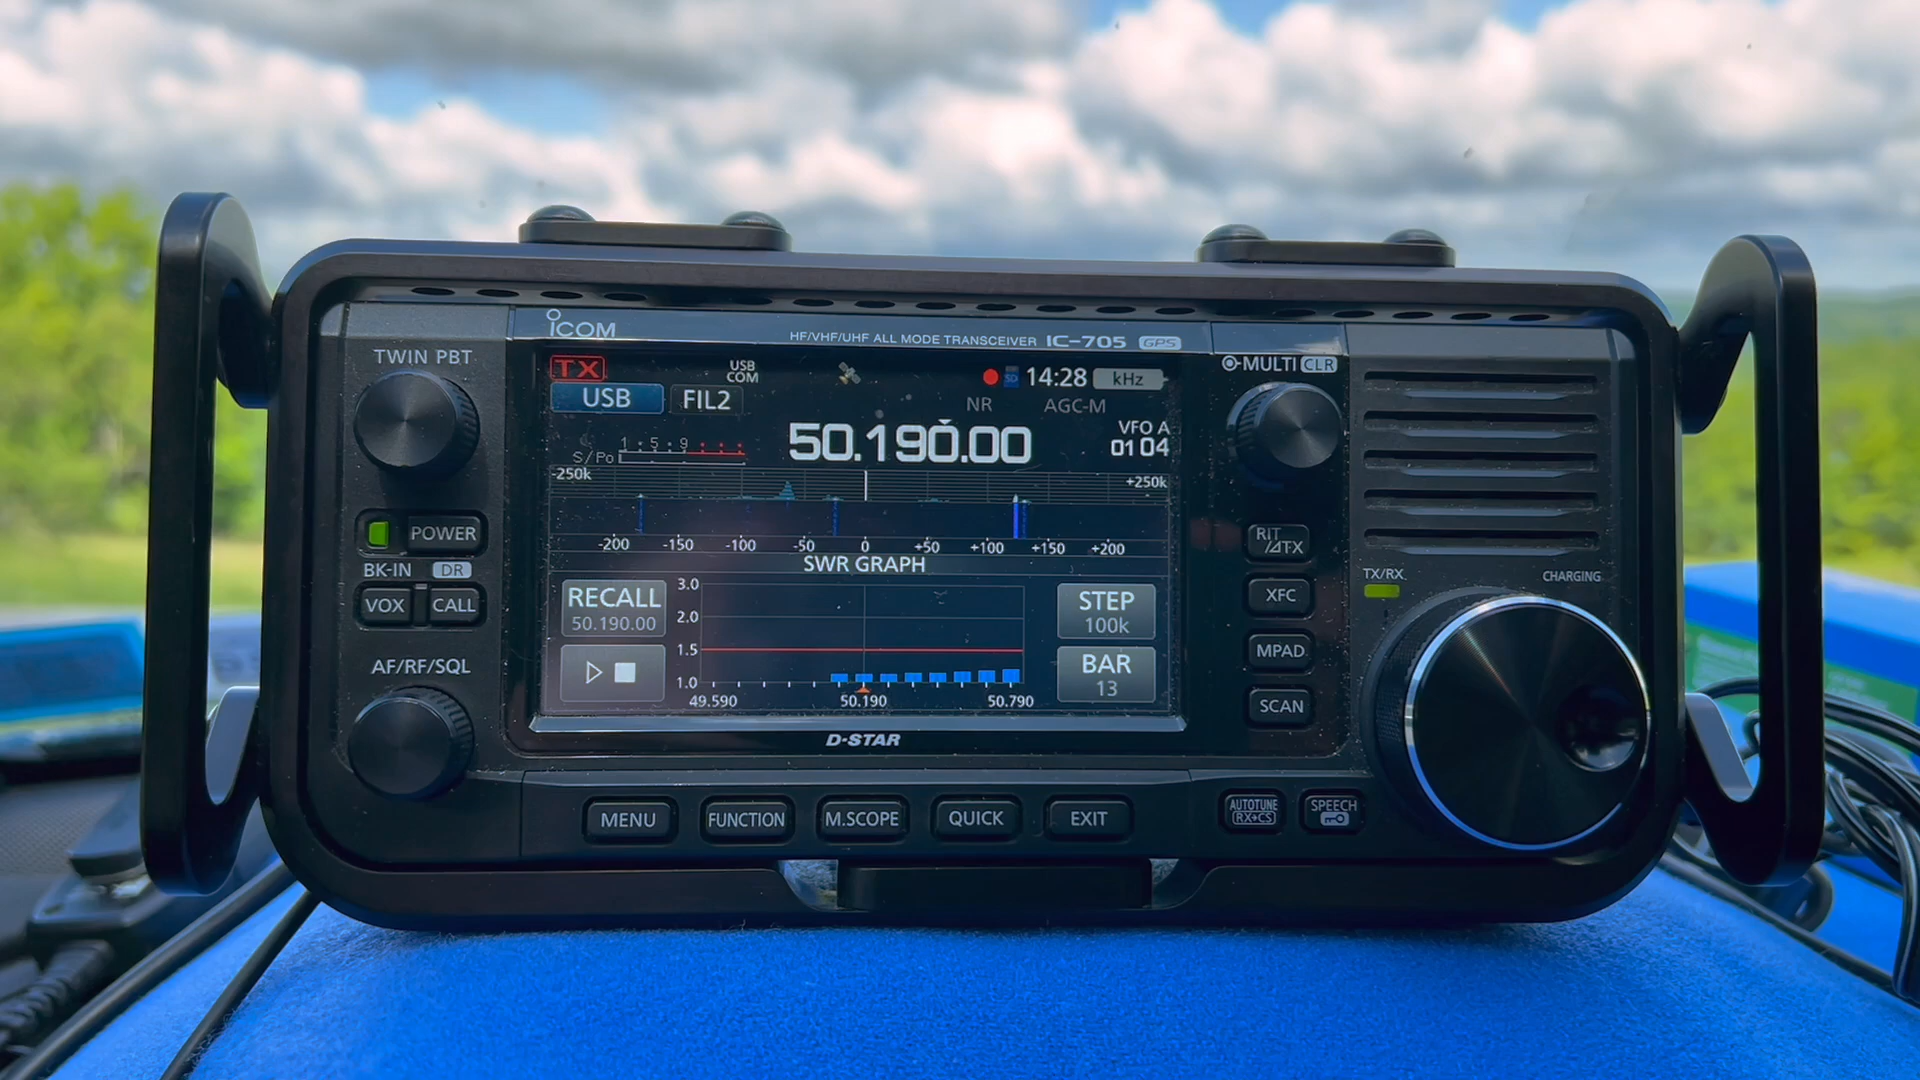 ICOM
HF/VHF/UHF ALL MODE TRANSCEIVER IC-705 GPS
TWIN PBT
MULTI CLR
TX
USB COM
SD 14:28 kHz
USB FIL2
NR AGC-M
50.190.00
VFO A
01 04
1 · 5 · 9
S/Po
-250k +250k
-200 -150 -100 -50 0 +50 +100 +150 +200
SWR GRAPH
RECALL
50.190.00
3.0
2.0
1.5
1.0
49.590 50.190 50.790
STEP
100k
BAR
13
D-STAR
POWER
BK-IN DR
VOX CALL
AF/RF/SQL
RIT
⊿TX
XFC
MPAD
SCAN
TX/RX CHARGING
MENU FUNCTION M.SCOPE QUICK EXIT
AUTOTUNE
RX→CS
SPEECH